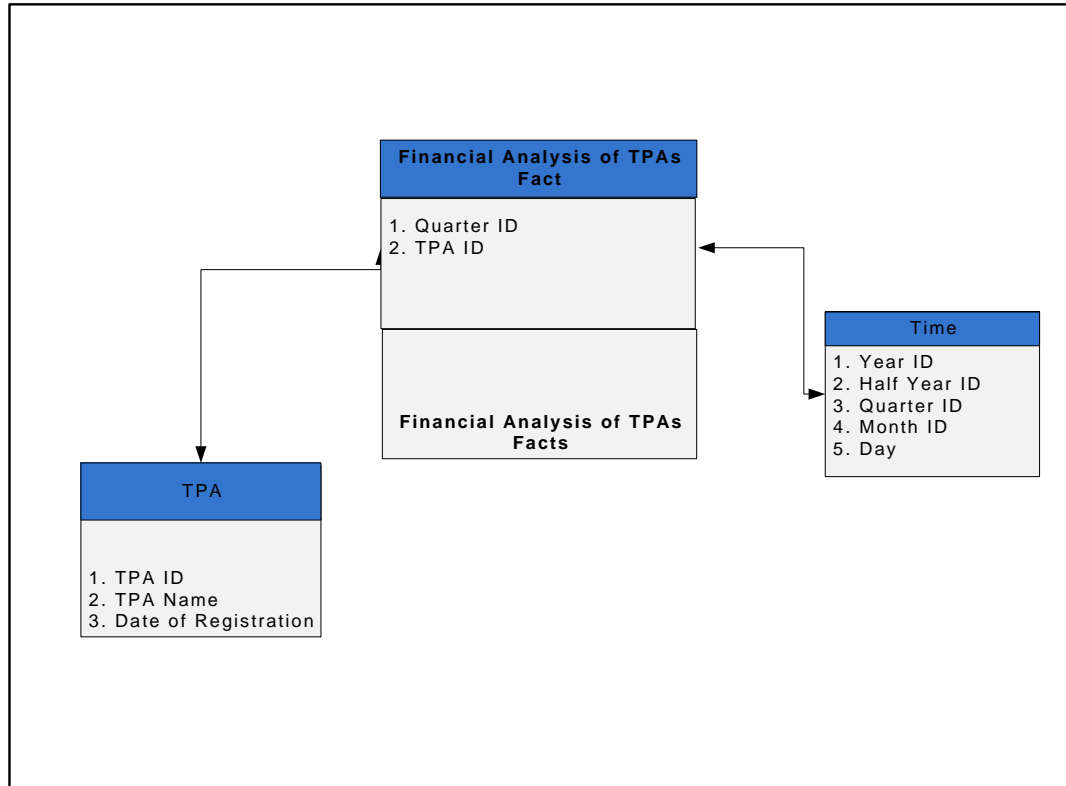 Financial Analysis of TPAs
Fact
1. Quarter ID
2. TPA ID
Financial Analysis of TPAs
Facts
Time
1. Year ID
2. Half Year ID
3. Quarter ID
4. Month ID
5. Day
TPA
1. TPA ID
2. TPA Name
3. Date of Registration